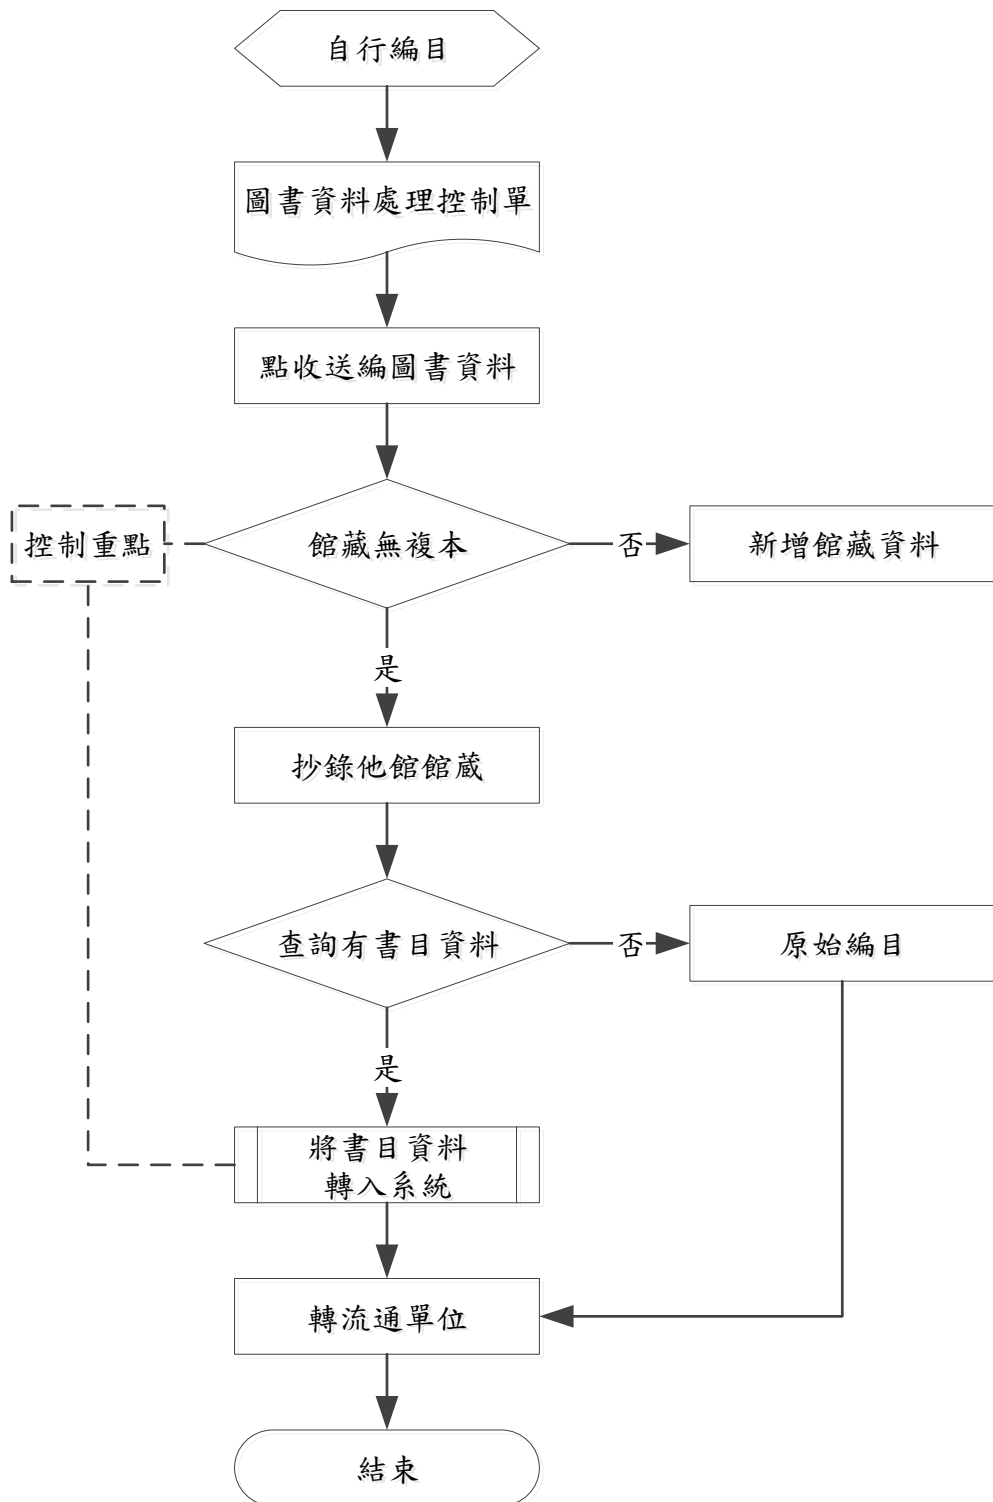 自行編目
圖書資料處理控制單
點收送編圖書資料
控制重點
館藏無複本
否
新增館藏資料
是
抄錄他館館藏
查詢有書目資料
否
原始編目
是
將書目資料
轉入系統
轉流通單位
結束